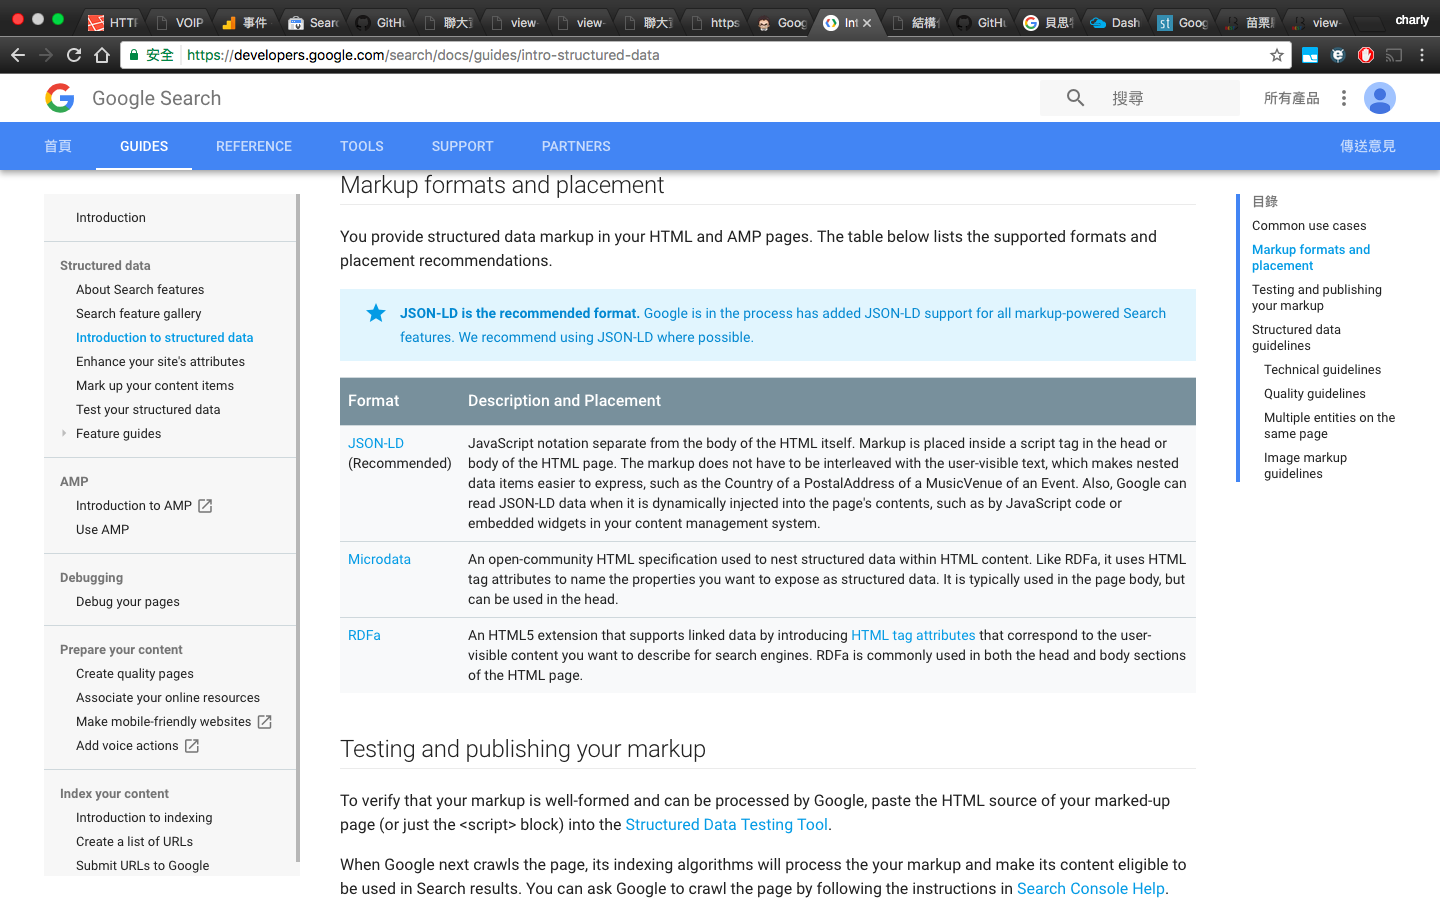 HTTP
VOIP
事件
Searc
GitHu
view-
view-
https
Goog
Int
GitHu
Dash
Goog
view-
charly
安全 https://developers.google.com/search/docs/guides/intro-structured-data
Google Search
搜尋
所有產品
首頁 GUIDES REFERENCE TOOLS SUPPORT PARTNERS 傳送意見
Introduction
Structured data
About Search features
Search feature gallery
Introduction to structured data
Enhance your site's attributes
Mark up your content items
Test your structured data
Feature guides
AMP
Introduction to AMP
Use AMP
Debugging
Debug your pages
Prepare your content
Create quality pages
Associate your online resources
Make mobile-friendly websites
Add voice actions
Index your content
Introduction to indexing
Create a list of URLs
Submit URLs to Google
Markup formats and placement
You provide structured data markup in your HTML and AMP pages. The table below lists the supported formats and
placement recommendations.
JSON-LD is the recommended format. Google is in the process has added JSON-LD support for all markup-powered Search
features. We recommend using JSON-LD where possible.
Format Description and Placement
JSON-LD
(Recommended)
JavaScript notation separate from the body of the HTML itself. Markup is placed inside a script tag in the head or
body of the HTML page. The markup does not have to be interleaved with the user-visible text, which makes nested
data items easier to express, such as the Country of a PostalAddress of a MusicVenue of an Event. Also, Google can
read JSON-LD data when it is dynamically injected into the page's contents, such as by JavaScript code or
embedded widgets in your content management system.
Microdata
An open-community HTML specification used to nest structured data within HTML content. Like RDFa, it uses HTML
tag attributes to name the properties you want to expose as structured data. It is typically used in the page body, but
can be used in the head.
RDFa
An HTML5 extension that supports linked data by introducing HTML tag attributes that correspond to the user-
visible content you want to describe for search engines. RDFa is commonly used in both the head and body sections
of the HTML page.
Testing and publishing your markup
To verify that your markup is well-formed and can be processed by Google, paste the HTML source of your marked-up
page (or just the <script> block) into the Structured Data Testing Tool.
When Google next crawls the page, its indexing algorithms will process the your markup and make its content eligible to
be used in Search results. You can ask Google to crawl the page by following the instructions in Search Console Help.
目錄
Common use cases
Markup formats and
placement
Testing and publishing
your markup
Structured data
guidelines
Technical guidelines
Quality guidelines
Multiple entities on the
same page
Image markup
guidelines